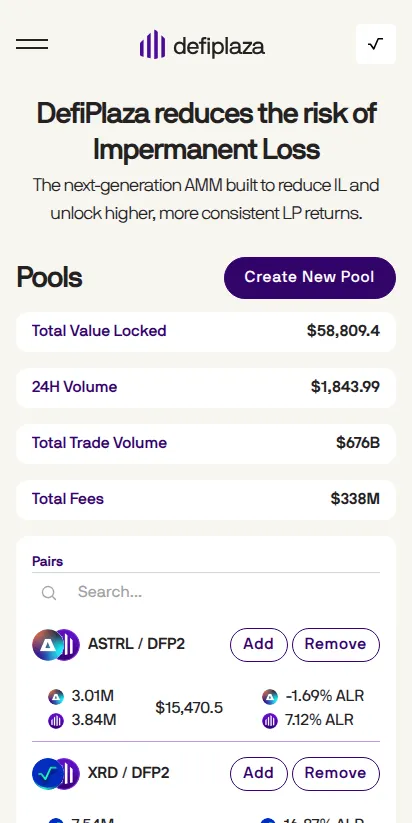 defiplaza
DefiPlaza reduces the risk of
Impermanent Loss
The next-generation AMM built to reduce IL and
unlock higher, more consistent LP returns.
Pools
Create New Pool
Total Value Locked
$58,809.4
24H Volume
$1,843.99
Total Trade Volume
$676B
Total Fees
$338M
Pairs
Search...
ASTRL / DFP2
Add
Remove
3.01M
$15,470.5
-1.69% ALR
3.84M
7.12% ALR
XRD / DFP2
Add
Remove